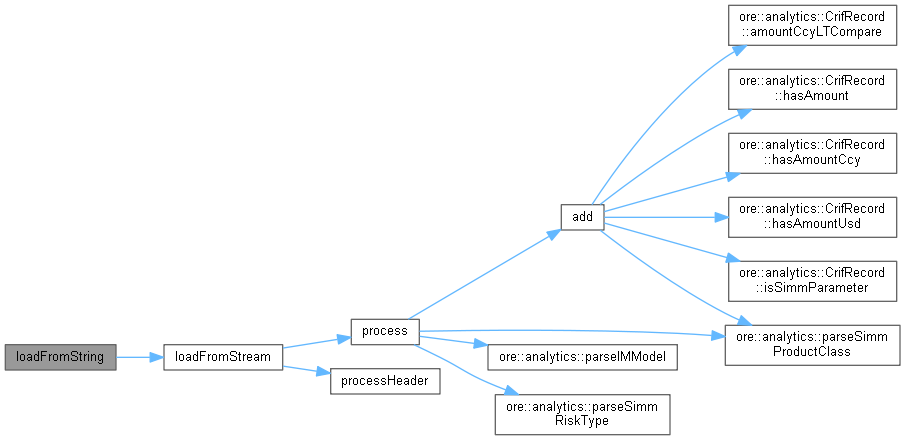 ore::analytics::CrifRecord
::amountCcyLTCompare
ore::analytics::CrifRecord
::hasAmount
ore::analytics::CrifRecord
::hasAmountCcy
add
ore::analytics::CrifRecord
::hasAmountUsd
ore::analytics::CrifRecord
::isSimmParameter
process
ore::analytics::parseSimm
ProductClass
loadFromString
loadFromStream
ore::analytics::parseIMModel
processHeader
ore::analytics::parseSimm
RiskType